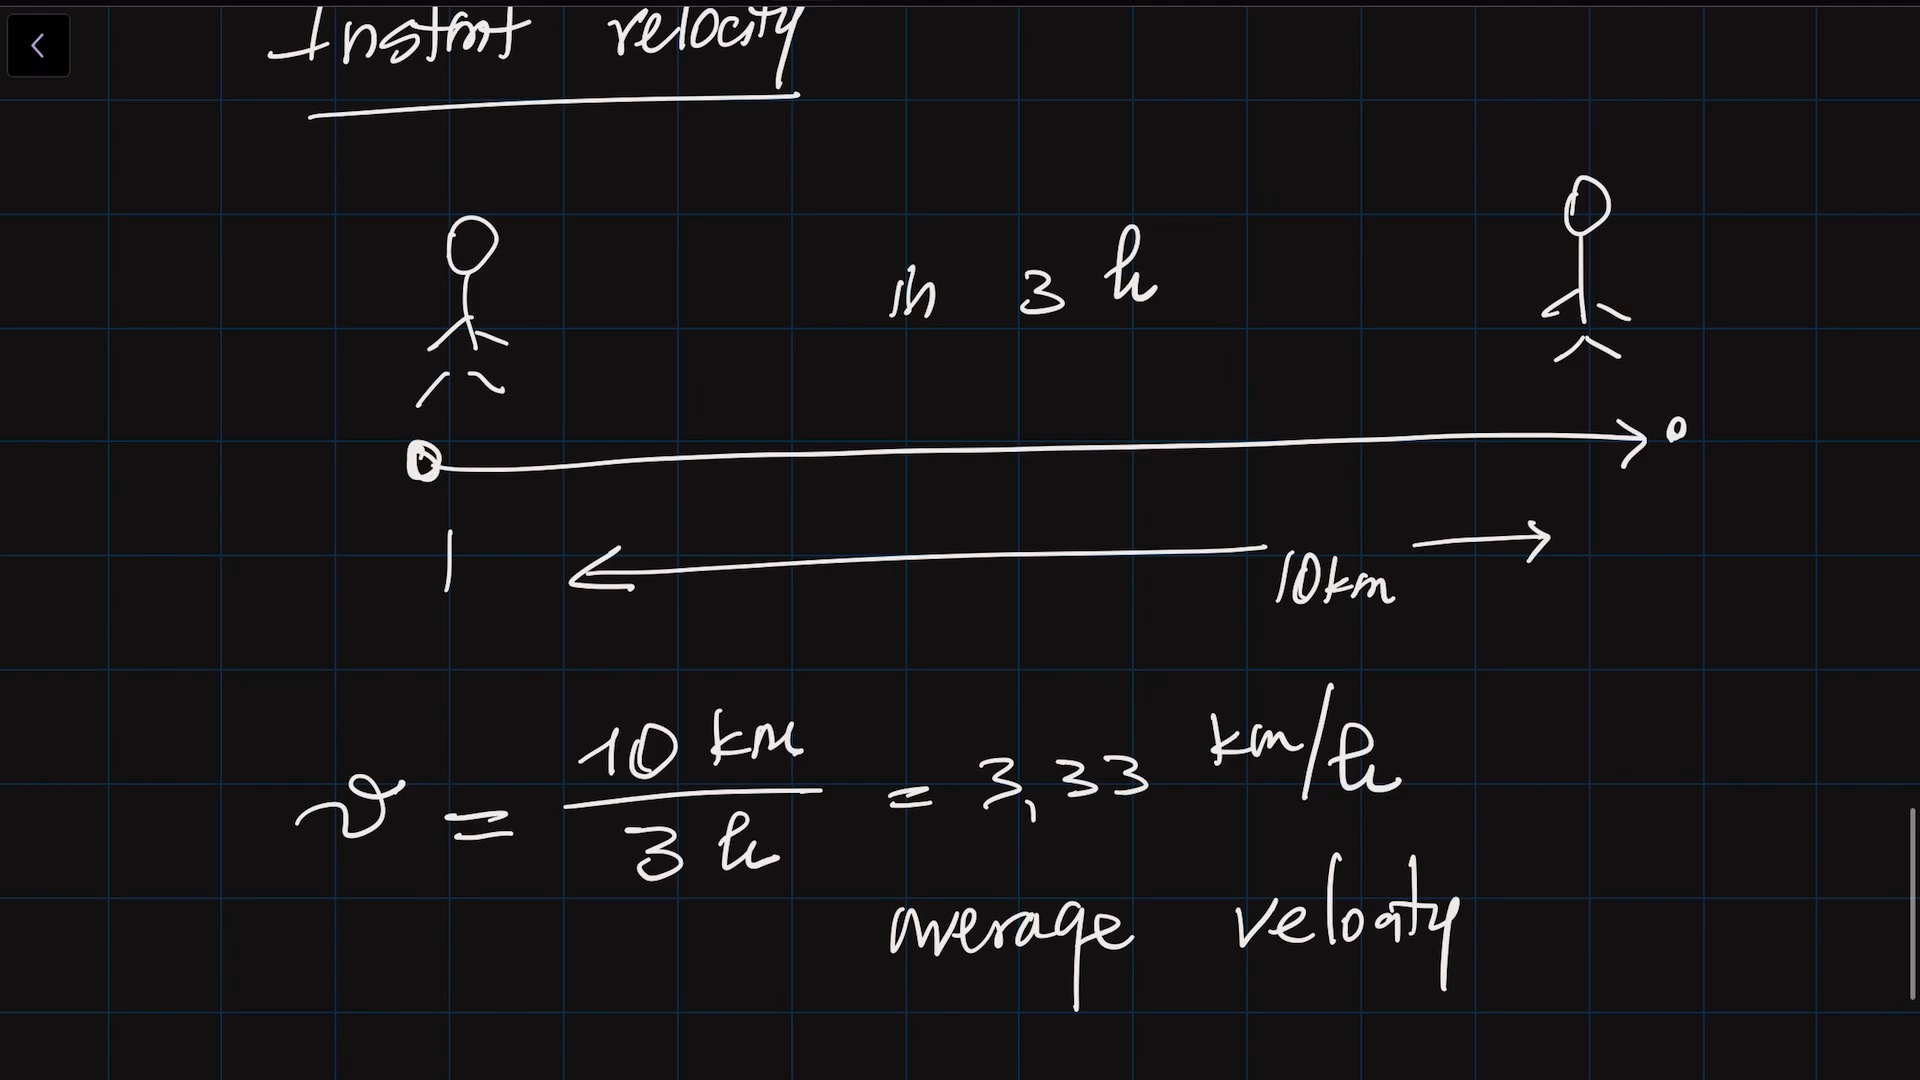 Instant velocity
in 3 h
10km
v = 10 km / 3 h = 3,33 km/h
average velocity